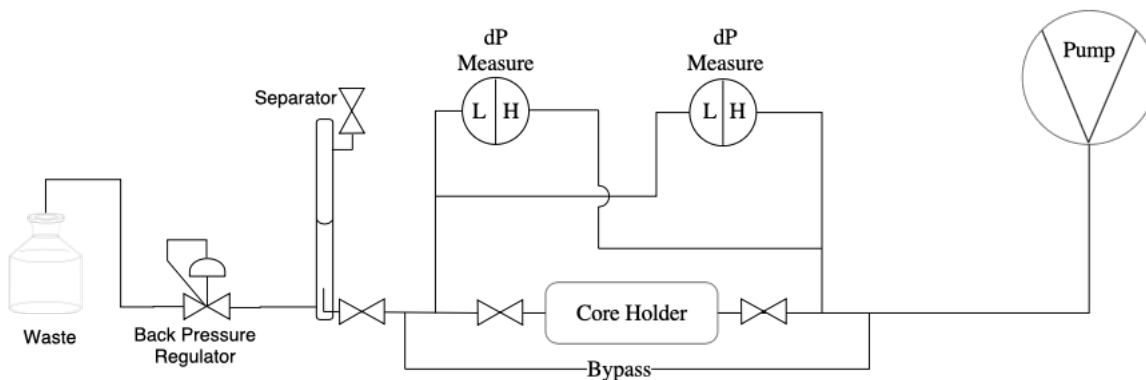 dP
Measure
dP
Measure
Pump
Separator
L H
L H
Core Holder
Waste
Back Pressure
Regulator
Bypass